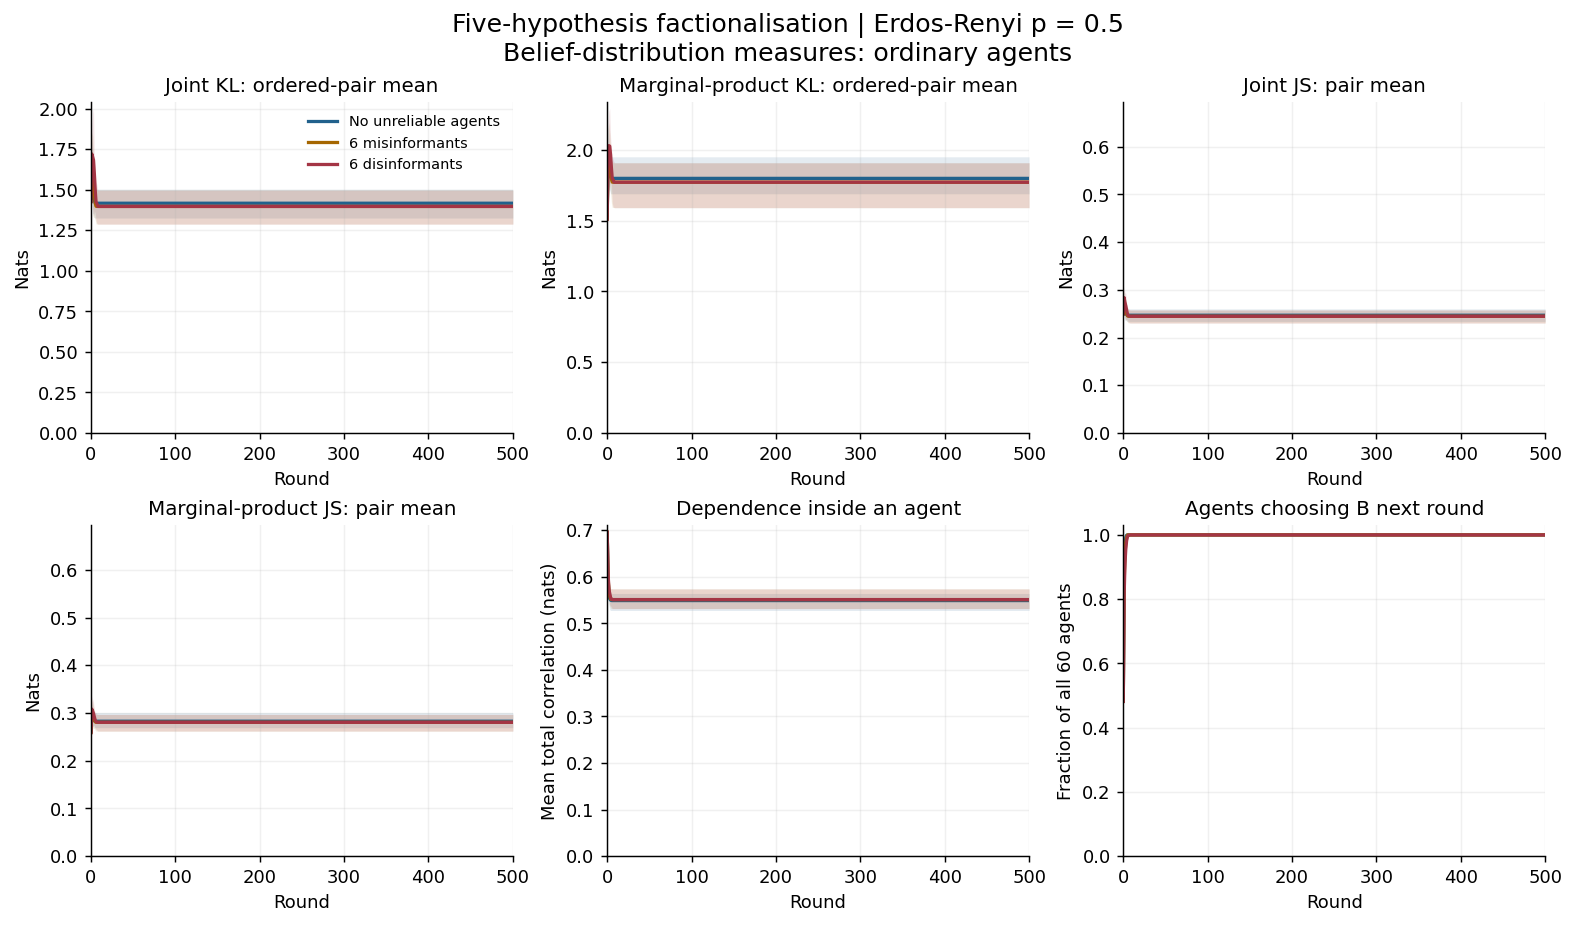 Five-hypothesis factionalisation | Erdos-Renyi p = 0.5
Belief-distribution measures: ordinary agents
Joint KL: ordered-pair mean
No unreliable agents
6 misinformants
6 disinformants
Nats
2.00
1.75
1.50
1.25
1.00
0.75
0.50
0.25
0.00
0 100 200 300 400 500
Round
Marginal-product KL: ordered-pair mean
Nats
2.0
1.5
1.0
0.5
0.0
0 100 200 300 400 500
Round
Joint JS: pair mean
Nats
0.6
0.5
0.4
0.3
0.2
0.1
0.0
0 100 200 300 400 500
Round
Marginal-product JS: pair mean
Nats
0.6
0.5
0.4
0.3
0.2
0.1
0.0
0 100 200 300 400 500
Round
Dependence inside an agent
Mean total correlation (nats)
0.7
0.6
0.5
0.4
0.3
0.2
0.1
0.0
0 100 200 300 400 500
Round
Agents choosing B next round
Fraction of all 60 agents
1.0
0.8
0.6
0.4
0.2
0.0
0 100 200 300 400 500
Round